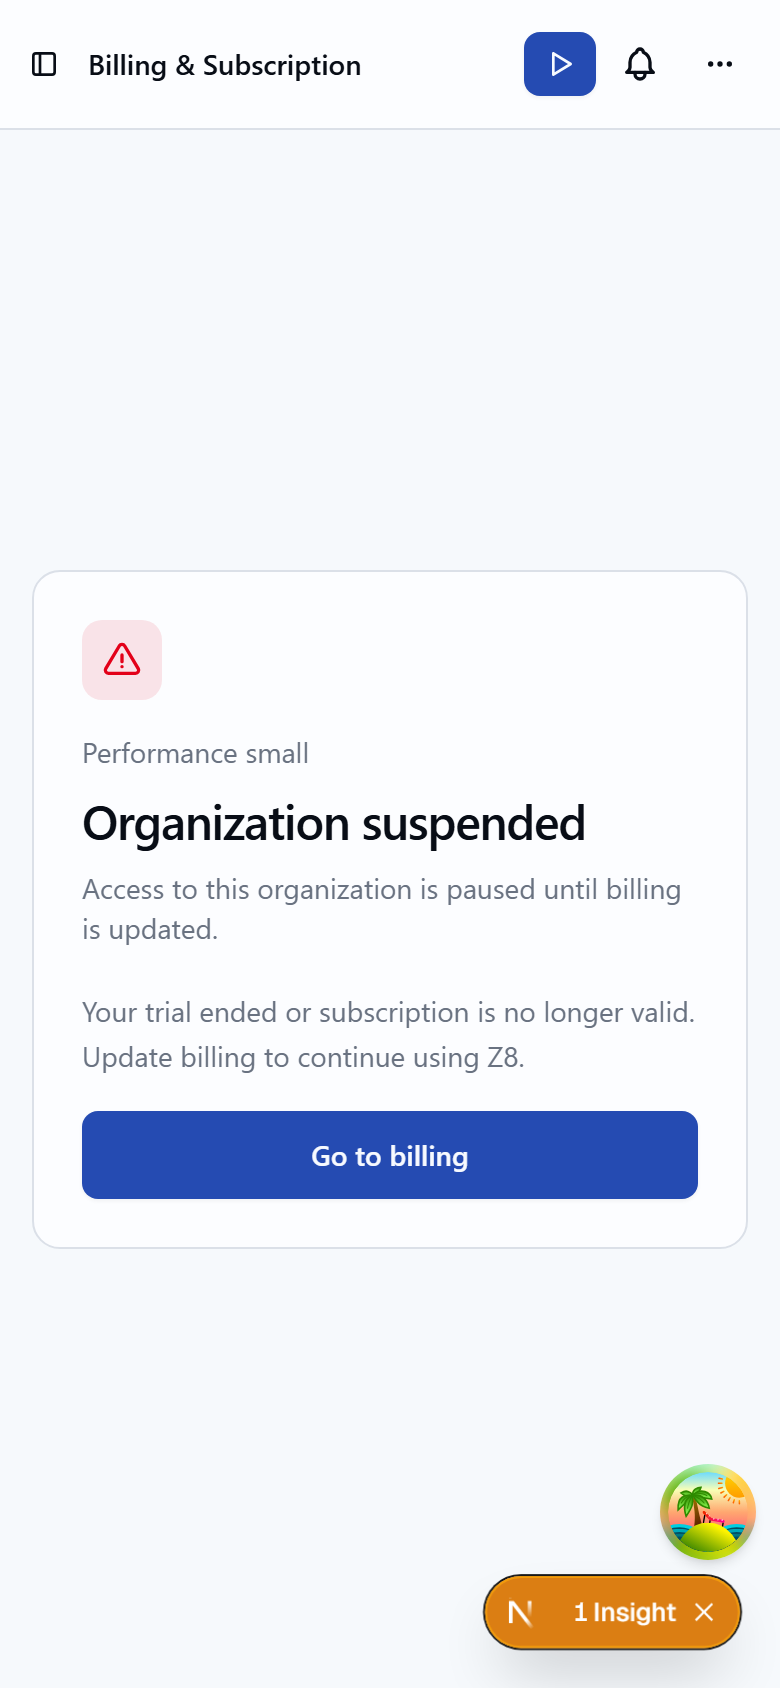 Billing & Subscription
Performance small
Organization suspended
Access to this organization is paused until billing
is updated.
Your trial ended or subscription is no longer valid.
Update billing to continue using Z8.
Go to billing
N 1 Insight